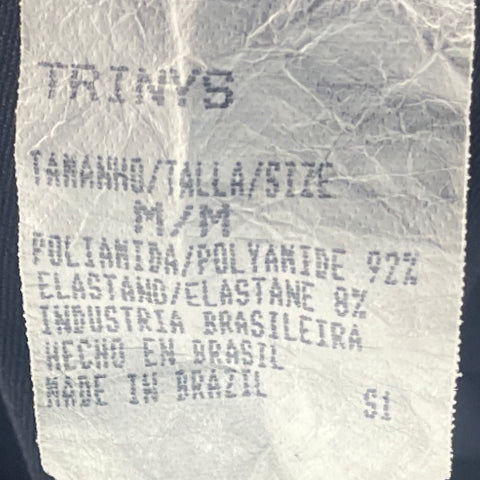 TRINYS
TAMANHO/TALLA/SIZE
M/M
POLIAMIDA/POLYAMIDE 92%
ELASTANO/ELASTANE 8%
INDUSTRIA BRASILEIRA
HECHO EN BRASIL
MADE IN BRAZIL
S1